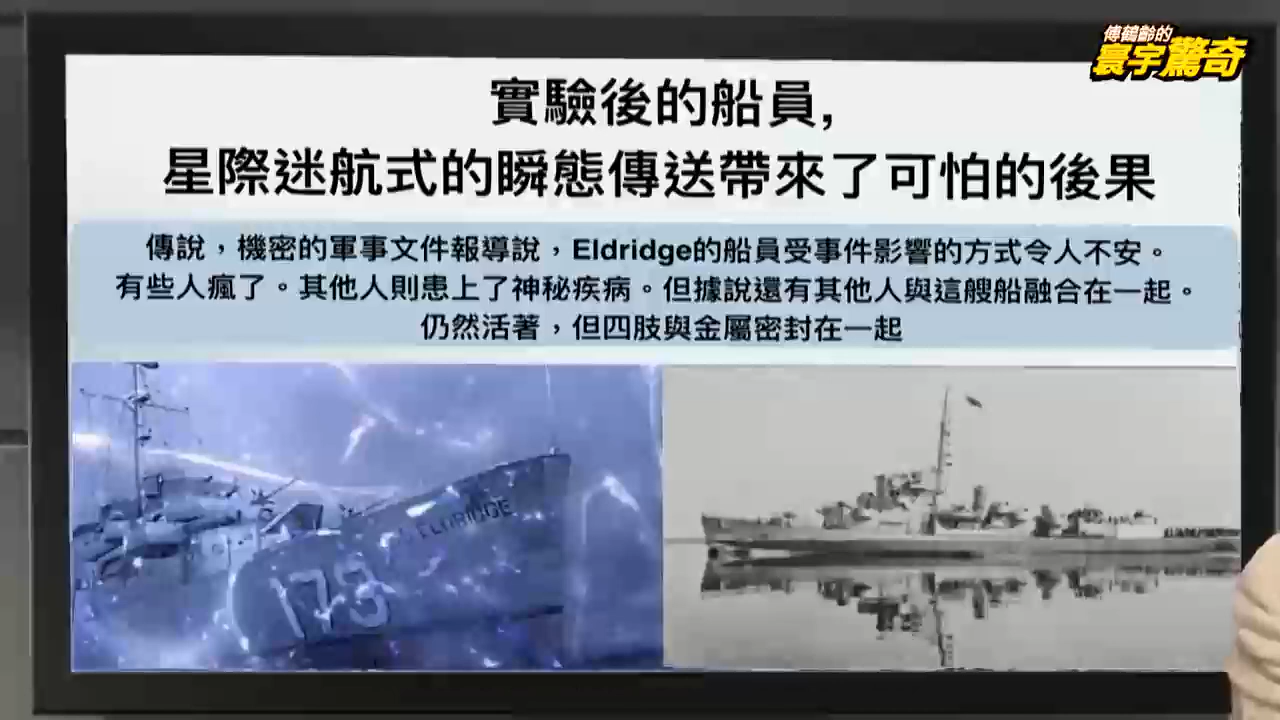 傅鶴齡的
寰宇驚奇
實驗後的船員,
星際迷航式的瞬態傳送帶來了可怕的後果
傳說，機密的軍事文件報導說，Eldridge的船員受事件影響的方式令人不安。
有些人瘋了。其他人則患上了神秘疾病。但據說還有其他人與這艘船融合在一起。
仍然活著，但四肢與金屬密封在一起
ELDRIDGE
173